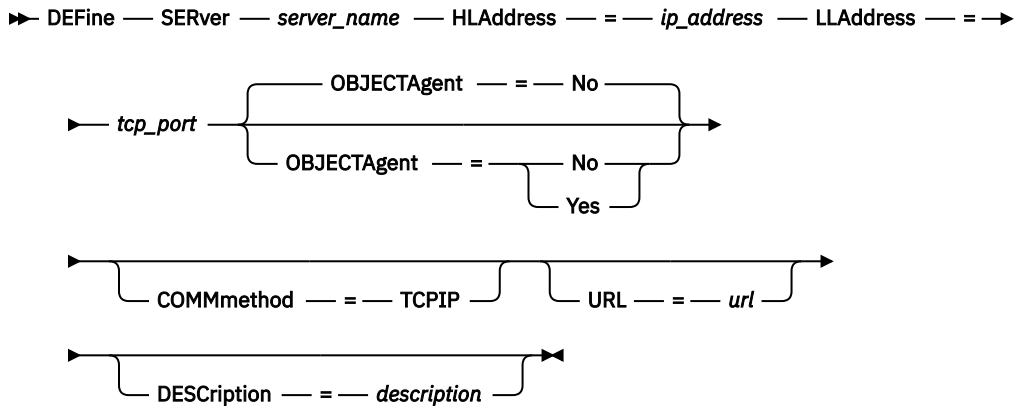 DEFine SERver server_name HLAddress = ip_address LLAddress =
OBJECTAgent = No
tcp_port
OBJECTAgent = No
Yes
COMMmethod = TCPIP URL = url
DESCription = description